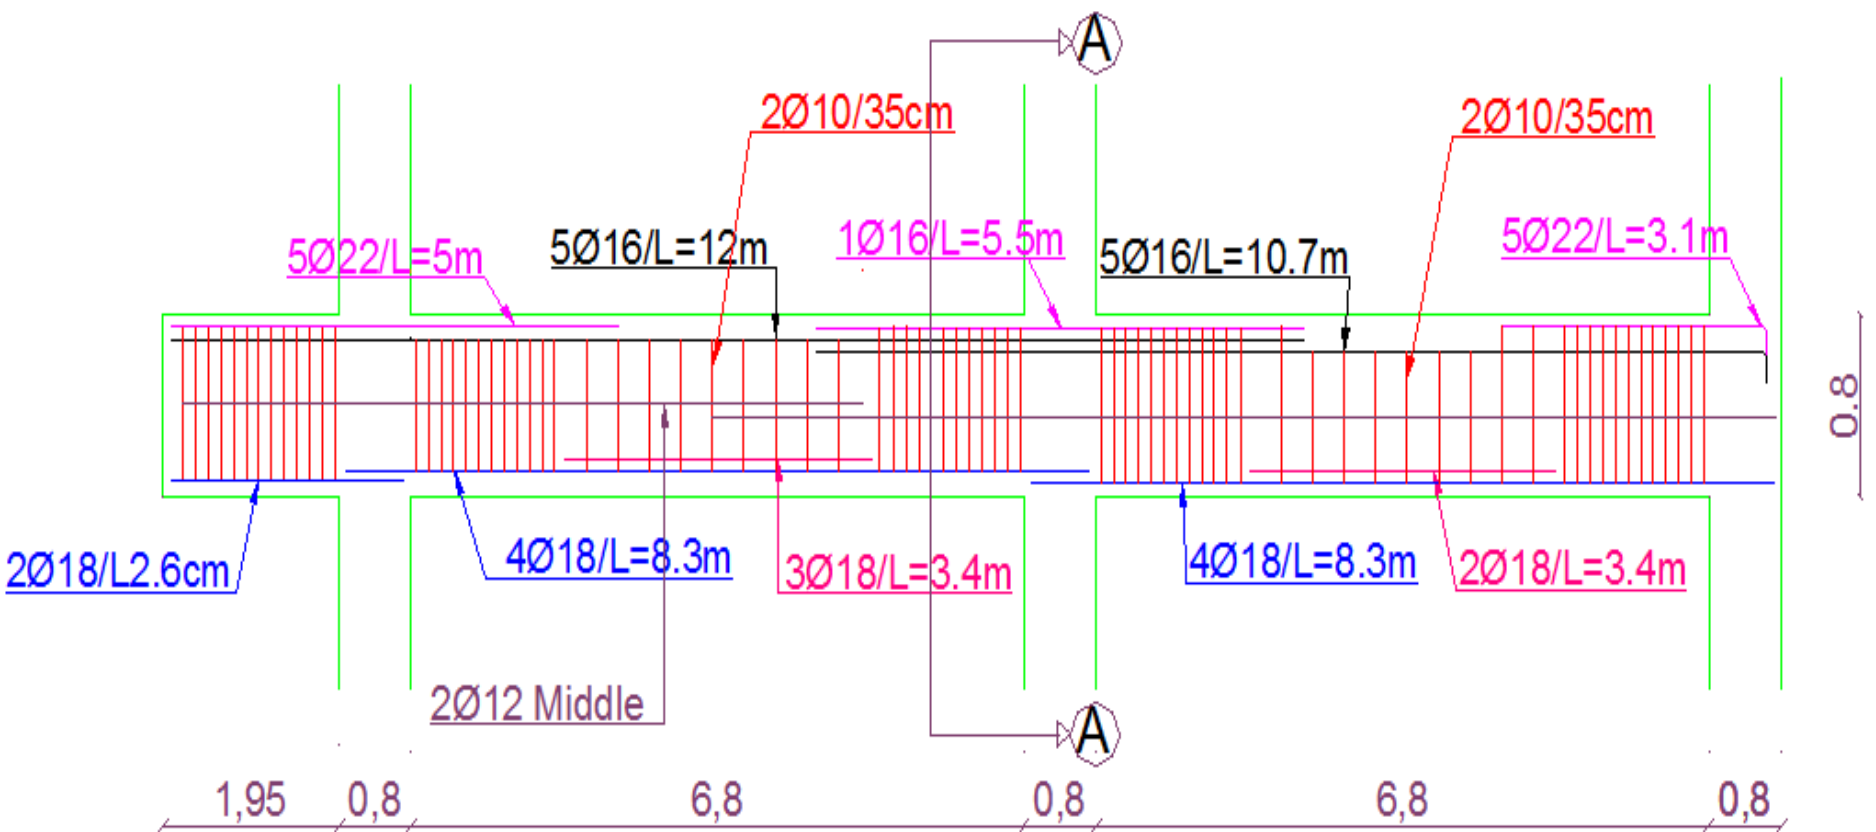 A
2Ø10/35cm
2Ø10/35cm
5Ø22/L=5m
5Ø16/L=12m
1Ø16/L=5.5m
5Ø16/L=10.7m
5Ø22/L=3.1m
0.8
2Ø18/L2.6cm
4Ø18/L=8.3m
3Ø18/L=3.4m
4Ø18/L=8.3m
2Ø18/L=3.4m
2Ø12 Middle
A
1,95
0,8
6,8
0,8
6,8
0,8